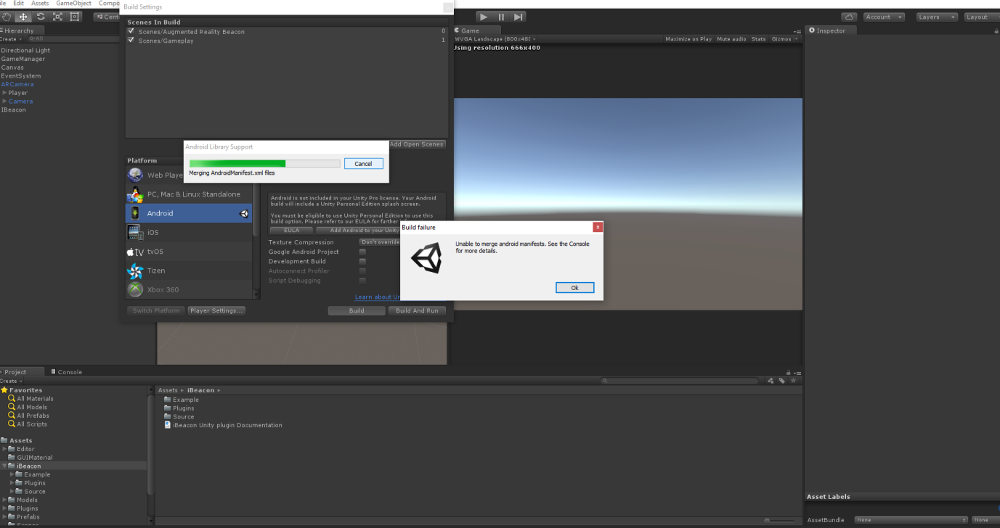 ile Edit Assets GameObject Compo
Build Settings
Cent
Account
Layers
Layout
Scenes In Build
Scenes/Augmented Reality Beacon 0
Scenes/Gameplay 1
Hierarchy
Create
All
Directional Light
GameManager
Canvas
EventSystem
ARCamera
Player
Camera
IBeacon
Game
WVGA Landscape (800x48(
Maximize on Play Mute audio Stats Gizmos
Using resolution 666x400
Inspector
Add Open Scenes
Android Library Support
Cancel
Merging AndroidManifest.xml files
Platform
Web Playe
PC, Mac & Linux Standalone
Android
iOS
tv tvOS
Tizen
Xbox 360
Android is not included in your Unity Pro license. Your Android
build will include a Unity Personal Edition splash screen.
You must be eligible to use Unity Personal Edition to use this
build option. Please refer to our EULA for further
EULA
Add Android to your Unity
Texture Compression
Don't override
Google Android Project
Development Build
Autoconnect Profiler
Script Debugging
Learn about Un
Switch Platform
Player Settings...
Build
Build And Run
Build failure
x
Unable to merge android manifests. See the Console
for more details.
Ok
Project
Console
Create
Favorites
All Materials
All Models
All Prefabs
All Scripts
Assets
Editor
GUIMaterial
iBeacon
Example
Plugins
Source
Models
Plugins
Prefabs
Assets iBeacon
Example
Plugins
Source
iBeacon Unity plugin Documentation
Asset Labels
AssetBundle
None
None